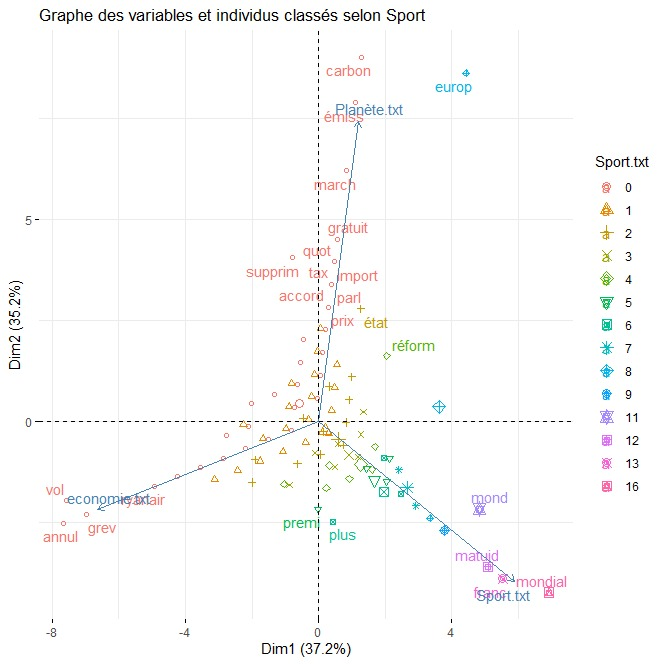 Graphe des variables et individus classés selon Sport
carbon
europ
Planète.txt
émiss
march
gratuit
quot
supprim
tax
import
accord
parl
prix
état
réform
vol
economie.txt
ryanair
grev
annul
premi
plus
mond
matuid
franc
mondial
Sport.txt
5
0
-8
-4
0
4
Dim1 (37.2%)
Dim2 (35.2%)
Sport.txt
a 0
a 1
a 2
a 3
a 4
a 5
a 6
a 7
a 8
a 9
a 11
a 12
a 13
a 16